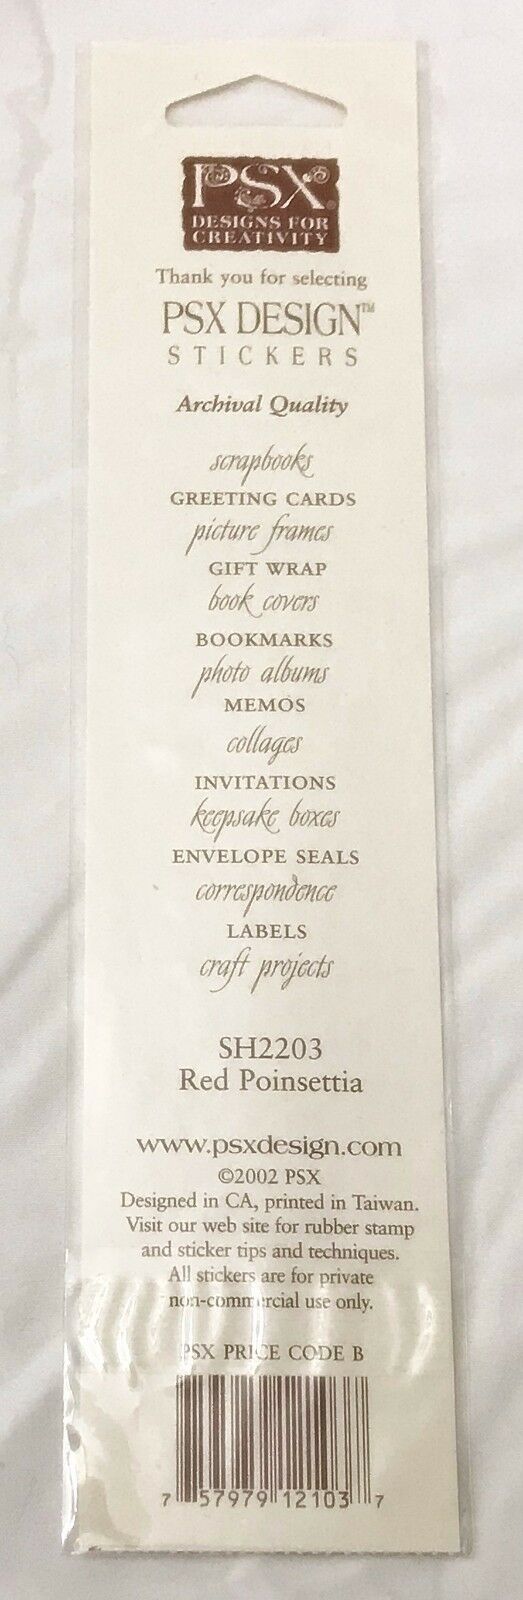 PSX®
DESIGNS FOR
CREATIVITY
Thank you for selecting
PSX DESIGN™
STICKERS
Archival Quality
scrapbooks
GREETING CARDS
picture frames
GIFT WRAP
book covers
BOOKMARKS
photo albums
MEMOS
collages
INVITATIONS
keepsake boxes
ENVELOPE SEALS
correspondence
LABELS
craft projects
SH2203
Red Poinsettia
www.psxdesign.com
©2002 PSX
Designed in CA, printed in Taiwan.
Visit our web site for rubber stamp
and sticker tips and techniques.
All stickers are for private
non-commercial use only.
PSX PRICE CODE B
7 57979 12103 7